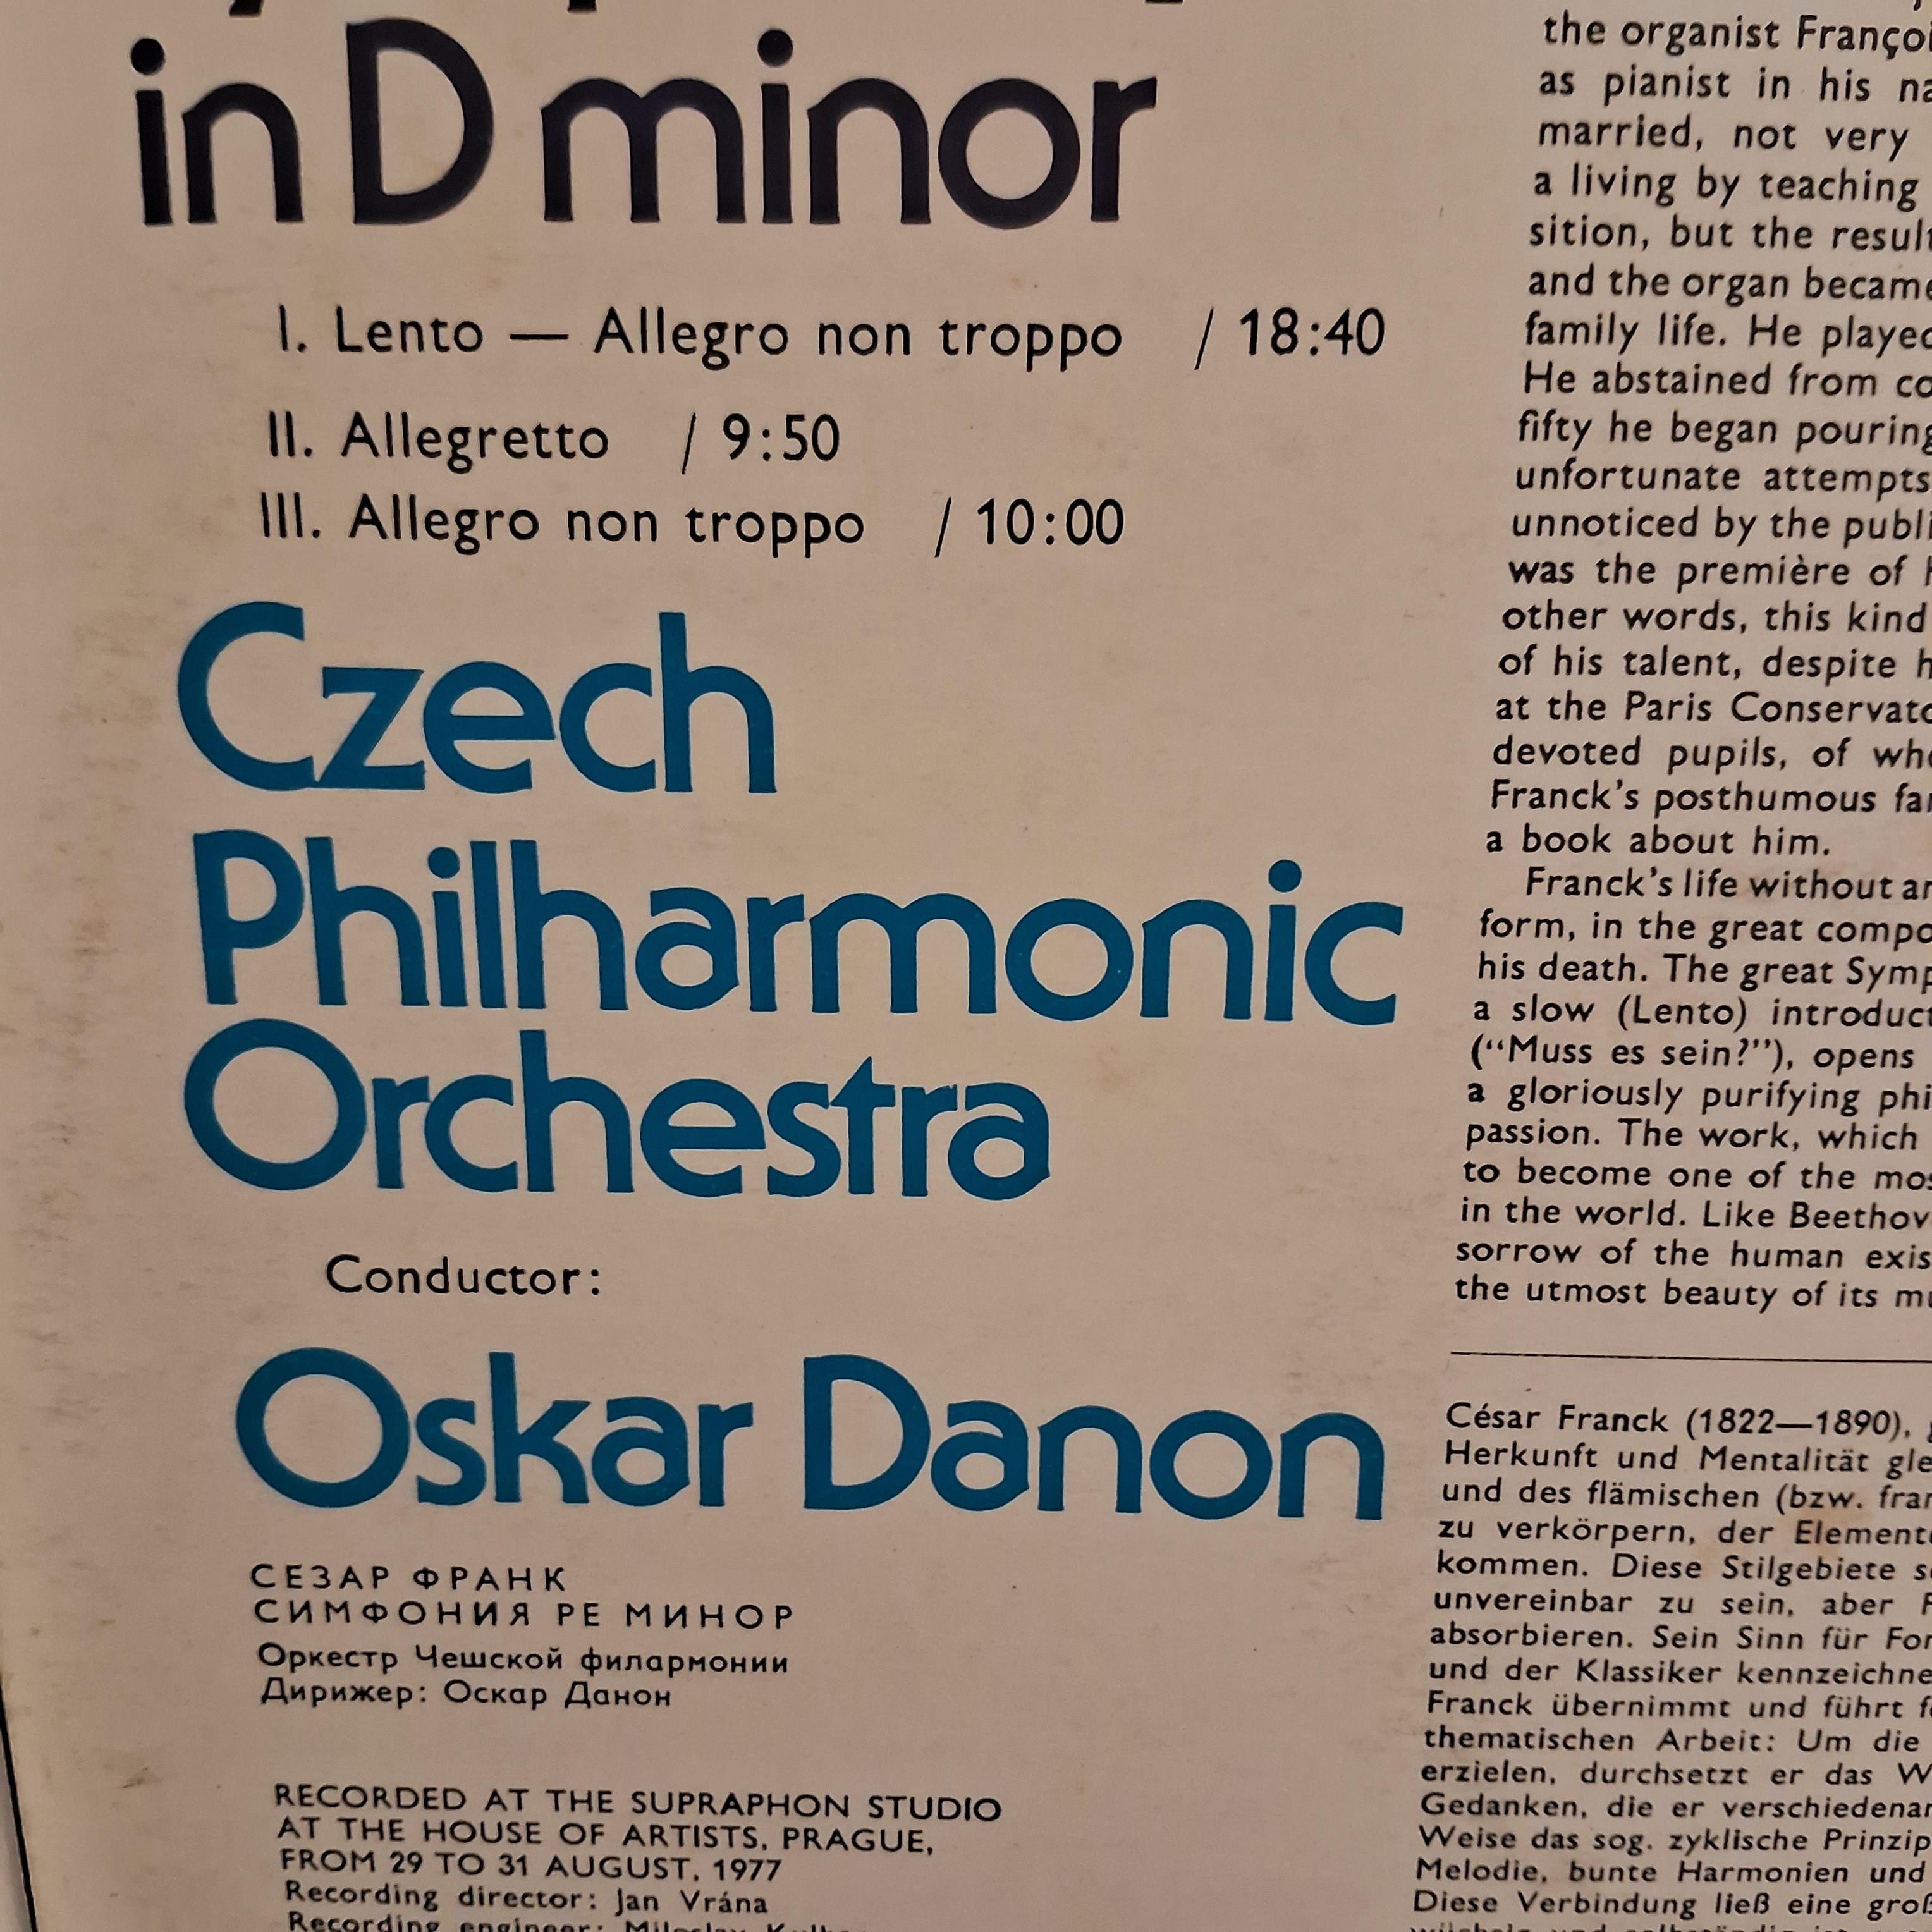 in D minor
I. Lento — Allegro non troppo / 18:40
II. Allegretto / 9:50
III. Allegro non troppo / 10:00
Czech
Philharmonic
Orchestra
Conductor:
Oskar Danon
СЕЗАР ФРАНК
СИМФОНИЯ РЕ МИНОР
Оркестр Чешской филармонии
Дирижер: Оскар Данон
RECORDED AT THE SUPRAPHON STUDIO
AT THE HOUSE OF ARTISTS, PRAGUE,
FROM 29 TO 31 AUGUST, 1977
Recording director: Jan Vrána
Recording engineer: Miloslav
the organist
as pianist in his
married, not very
a living by teaching
sition, but the
and the organ
family life. He
He abstained from
fifty he began
unfortunate attempts
unnoticed by the
was the première of
other words, this kind
of his talent, despite
at the Paris
devoted pupils, of
Franck's posthumous
a book about him.
Franck's life without
form, in the great
his death. The great
a slow (Lento)
("Muss es sein?"), opens
a gloriously purifying
passion. The work, which
to become one of the
in the world. Like
sorrow of the human
the utmost beauty of its
César Franck (1822—1890),
Herkunft und Mentalität
und des flämischen (bzw.
zu verkörpern, der
kommen. Diese Stilgebiete
unvereinbar zu sein, aber
absorbieren. Sein Sinn für
und der Klassiker
Franck übernimmt und führt
thematischen Arbeit: Um die
erzielen, durchsetzt er das
Gedanken, die er
Weise das sog. zyklische
Melodie, bunte Harmonien und
Diese Verbindung ließ eine